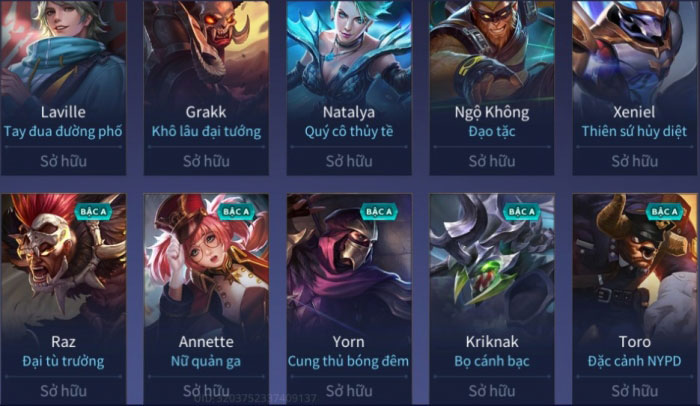 Laville
Grakk
Natalya
Ngộ Không
Xeniel
Tay đua đường phố
Khô lâu đại tướng
Quý cô thủy tề
Đạo tặc
Thiên sứ hủy diệt
Sở hữu
Sở hữu
Sở hữu
Sở hữu
Sở hữu
BẬC A
BẬC A
BẬC A
BẬC A
BẬC A
Raz
Annette
Yorn
Kriknak
Toro
Đại tù trưởng
Nữ quản ga
Cung thủ bóng đêm
Bọ cánh bạc
Đặc cảnh NYPD
Sở hữu
Sở hữu
Sở hữu
Sở hữu
Sở hữu